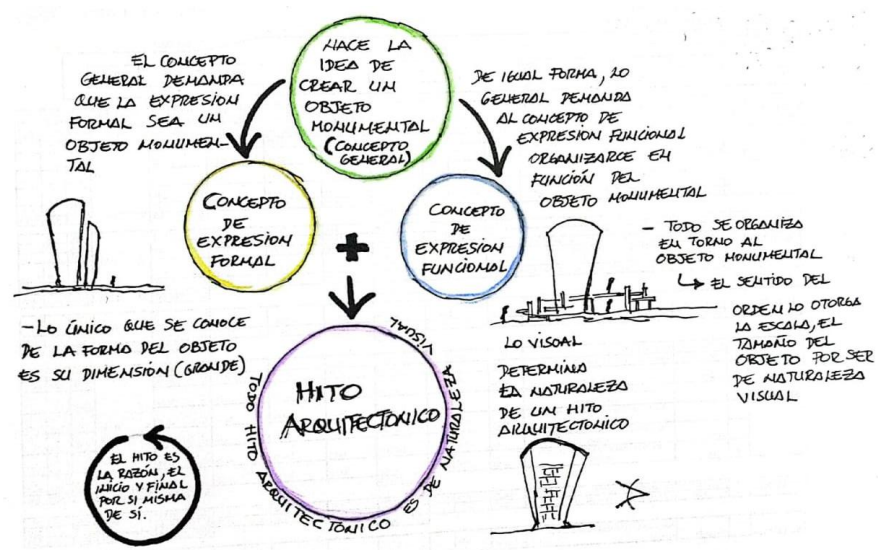 NACE LA
IDEA DE
CREAR UN
OBJETO
MONUMENTAL
(CONCEPTO
GENERAL)
EL CONCEPTO
GENERAL DEMANDA
QUE LA EXPRESION
FORMAL SEA UN
OBJETO MONUMEN-
TAL
DE IGUAL FORMA, LO
GENERAL DEMANDA
AL CONCEPTO DE
EXPRESION FUNCIONAL
ORGANIZARCE EN
FUNCIÓN DEL
OBJETO MONUMENTAL
CONCEPTO
DE
EXPRESION
FORMAL
+
CONCEPTO
DE
EXPRESION
FUNCIONAL
- TODO SE ORGANIZA
EN TORNO AL
OBJETO MONUMENTAL
↳ EL SENTIDO DEL
ORDEN LO OTORGA
LA ESCALA, EL
TAMAÑO DEL
OBJETO POR SER
DE NATURALEZA
VISUAL
- LO ÚNICO QUE SE CONOCE
DE LA FORMA DEL OBJETO
ES SU DIMENSIÓN (GRANDE)
HITO
ARQUITECTONICO
TODO HITO ARQUITECTONICO ES DE NATURALEZA VISUAL
LO VISUAL
DETERMINA
LA NATURALEZA
DE UN HITO
ARQUITECTONICO
EL HITO ES
LA RAZÓN, EL
INICIO Y FINAL
POR SI MISMA
DE SÍ.